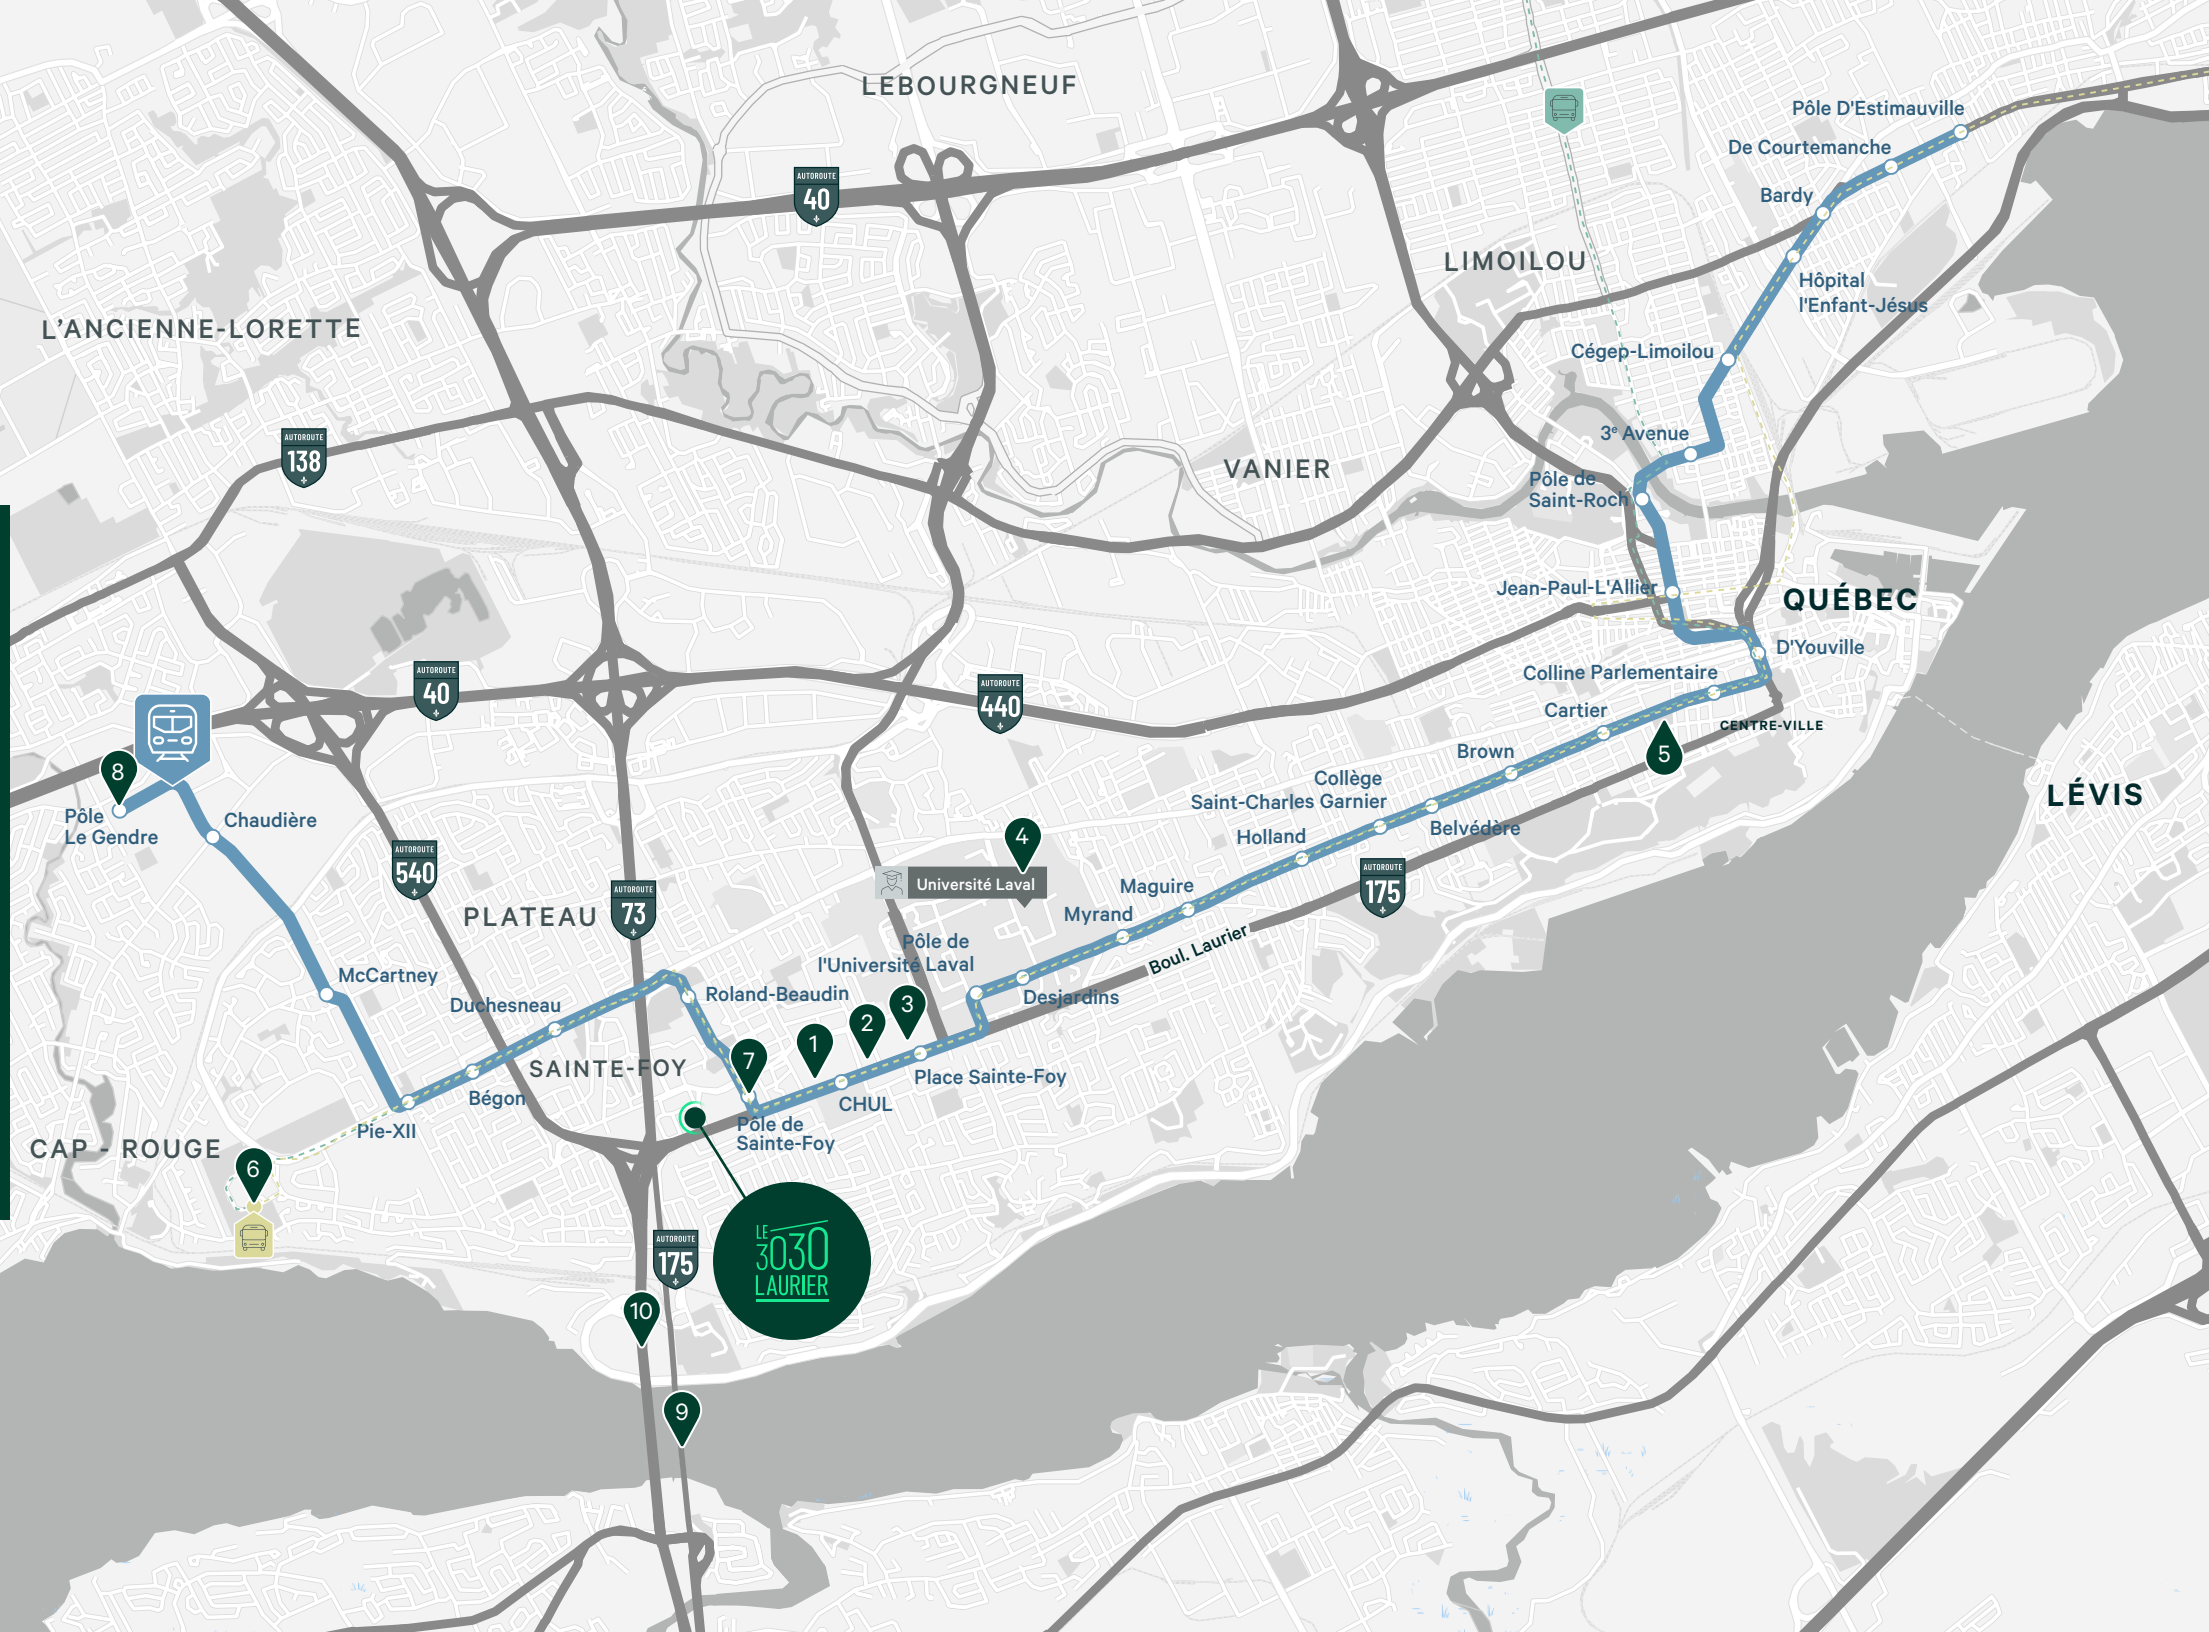 LEBOURGNEUF
Pôle D'Estimauville
De Courtemanche
AUTOROUTE
40
Bardy
LIMOILOU
Hôpital
l'Enfant-Jésus
L'ANCIENNE-LORETTE
Cégep-Limoilou
AUTOROUTE
138
3e Avenue
VANIER
Pôle de
Saint-Roch
Jean-Paul-L'Allier
QUÉBEC
D'Youville
AUTOROUTE
40
AUTOROUTE
440
Colline Parlementaire
Cartier
CENTRE-VILLE
5
Brown
8
Collège
Saint-Charles Garnier
LÉVIS
Pôle
Le Gendre
Chaudière
4
Holland
Belvédère
AUTOROUTE
540
AUTOROUTE
73
Université Laval
Maguire
AUTOROUTE
175
PLATEAU
Myrand
Boul. Laurier
Pôle de
l'Université Laval
McCartney
Duchesneau
Roland-Beaudin
3
Desjardins
2
1
7
SAINTE-FOY
Place Sainte-Foy
Bégon
CHUL
Pie-XII
Pôle de
Sainte-Foy
CAP - ROUGE
6
AUTOROUTE
175
LE
3030
LAURIER
10
9